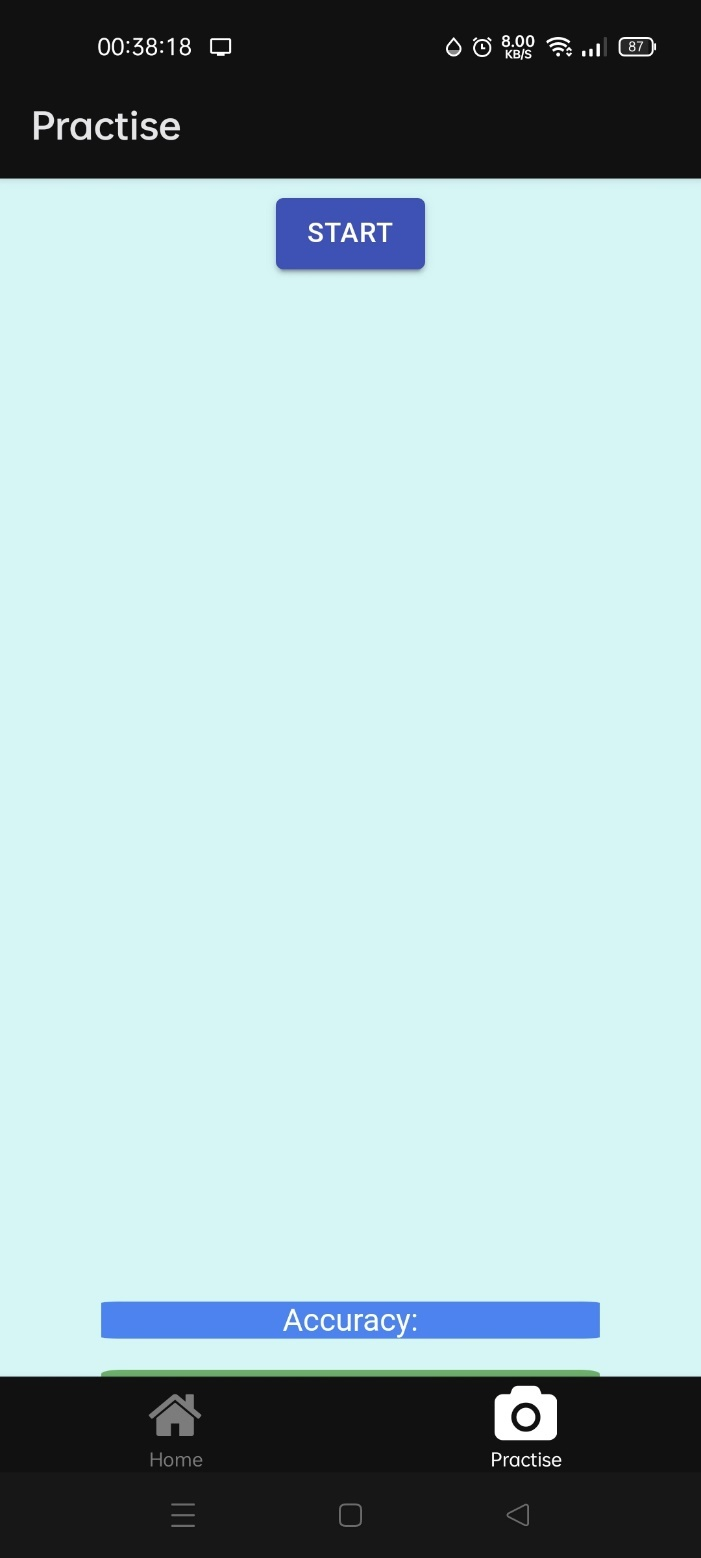 00:38:18
8.00
KB/S
87
Practise
START
Accuracy:
Home
Practise